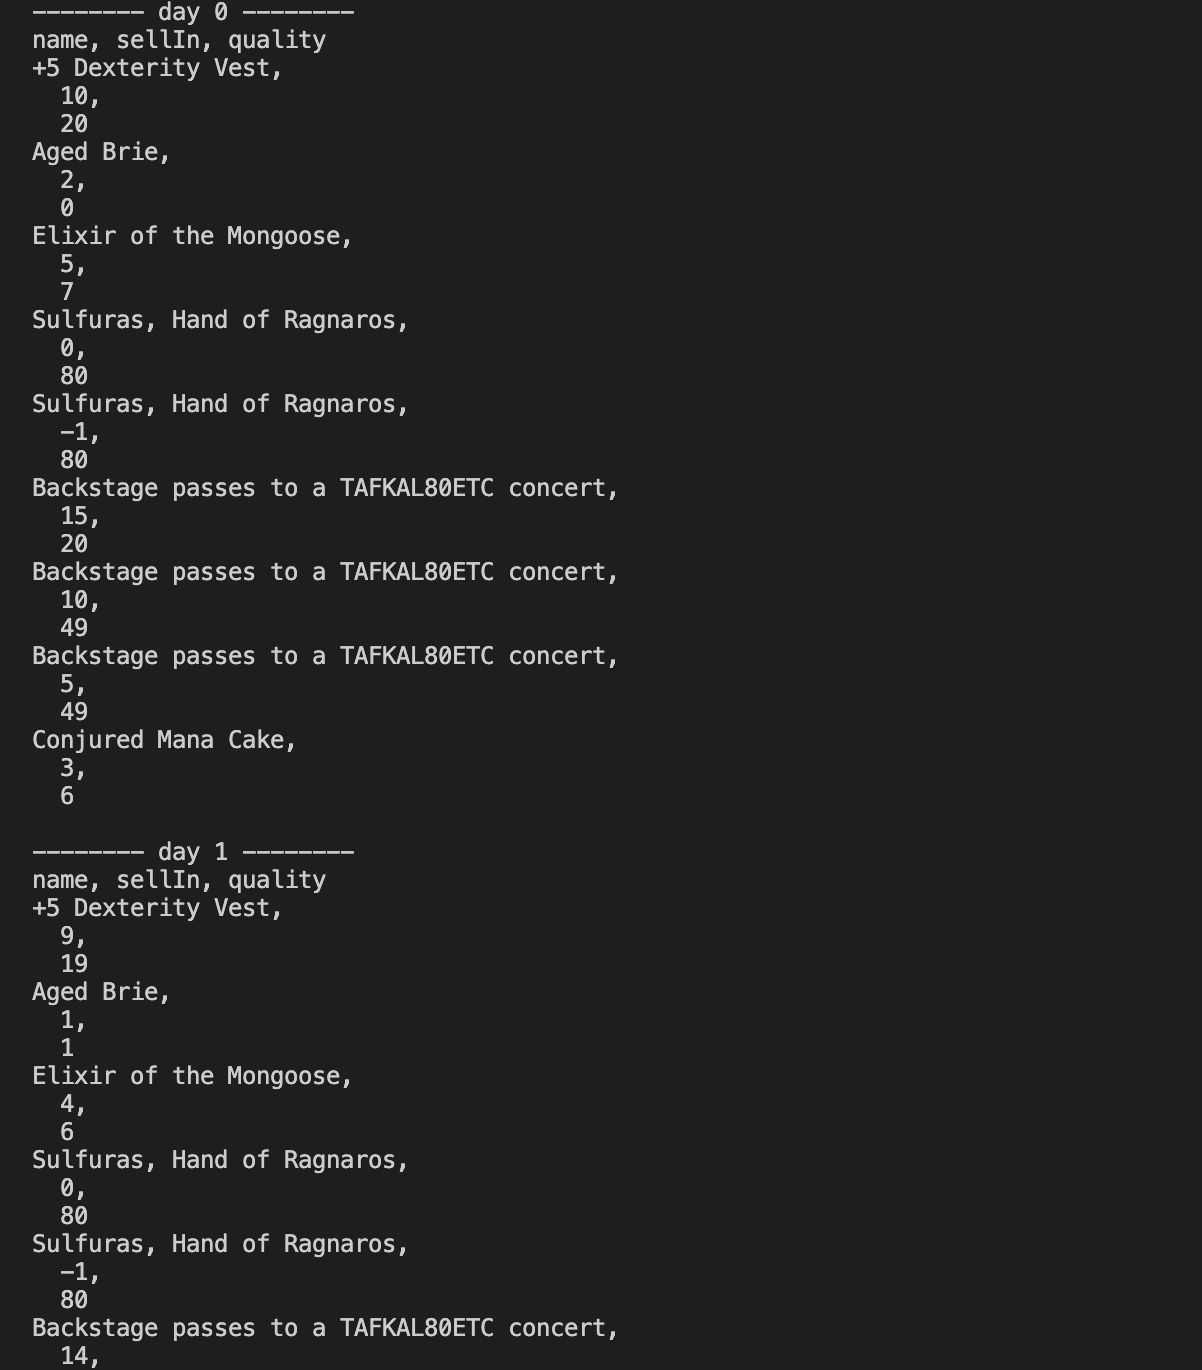 -------- day 0 --------
name, sellIn, quality
+5 Dexterity Vest,
  10,
  20
Aged Brie,
  2,
  0
Elixir of the Mongoose,
  5,
  7
Sulfuras, Hand of Ragnaros,
  0,
  80
Sulfuras, Hand of Ragnaros,
  -1,
  80
Backstage passes to a TAFKAL80ETC concert,
  15,
  20
Backstage passes to a TAFKAL80ETC concert,
  10,
  49
Backstage passes to a TAFKAL80ETC concert,
  5,
  49
Conjured Mana Cake,
  3,
  6

-------- day 1 --------
name, sellIn, quality
+5 Dexterity Vest,
  9,
  19
Aged Brie,
  1,
  1
Elixir of the Mongoose,
  4,
  6
Sulfuras, Hand of Ragnaros,
  0,
  80
Sulfuras, Hand of Ragnaros,
  -1,
  80
Backstage passes to a TAFKAL80ETC concert,
  14,